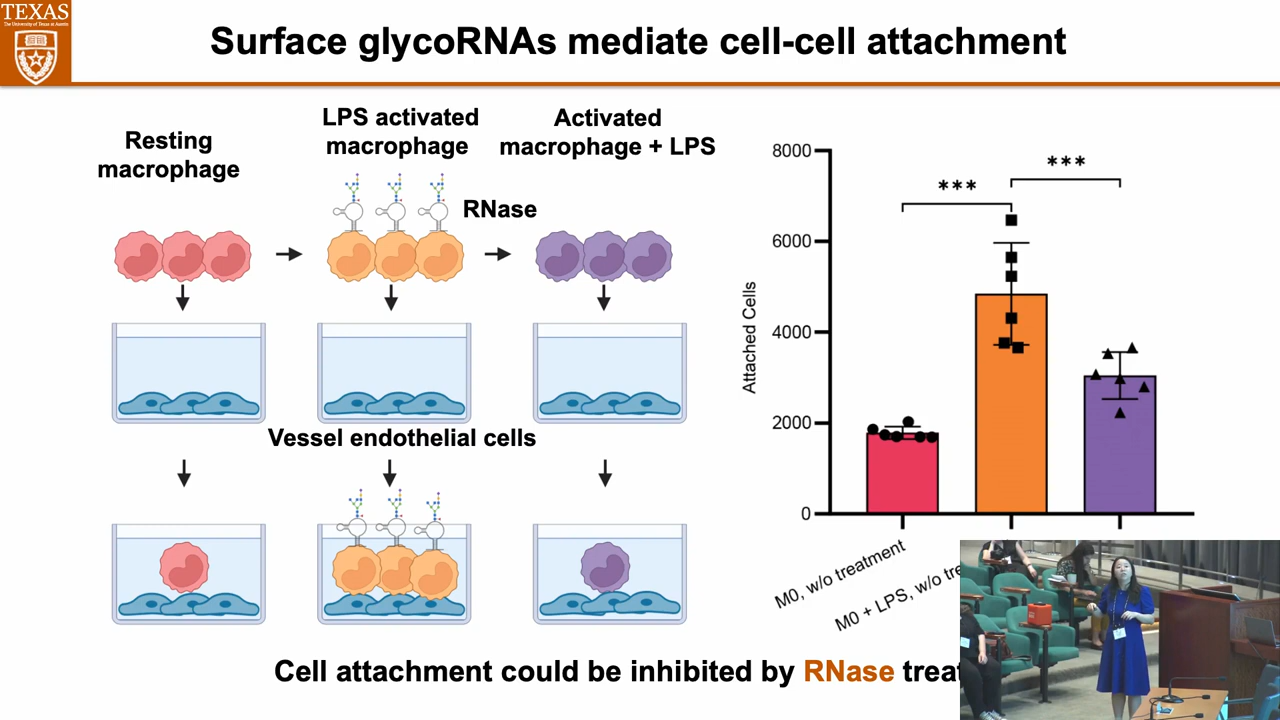 TEXAS
The University of Texas at Austin
Surface glycoRNAs mediate cell-cell attachment
Resting
macrophage
LPS activated
macrophage
Activated
macrophage + LPS
RNase
Vessel endothelial cells
8000
6000
4000
2000
0
Attached Cells
***
***
M0, w/o treatment
M0 + LPS, w/o
Cell attachment could be inhibited by RNase